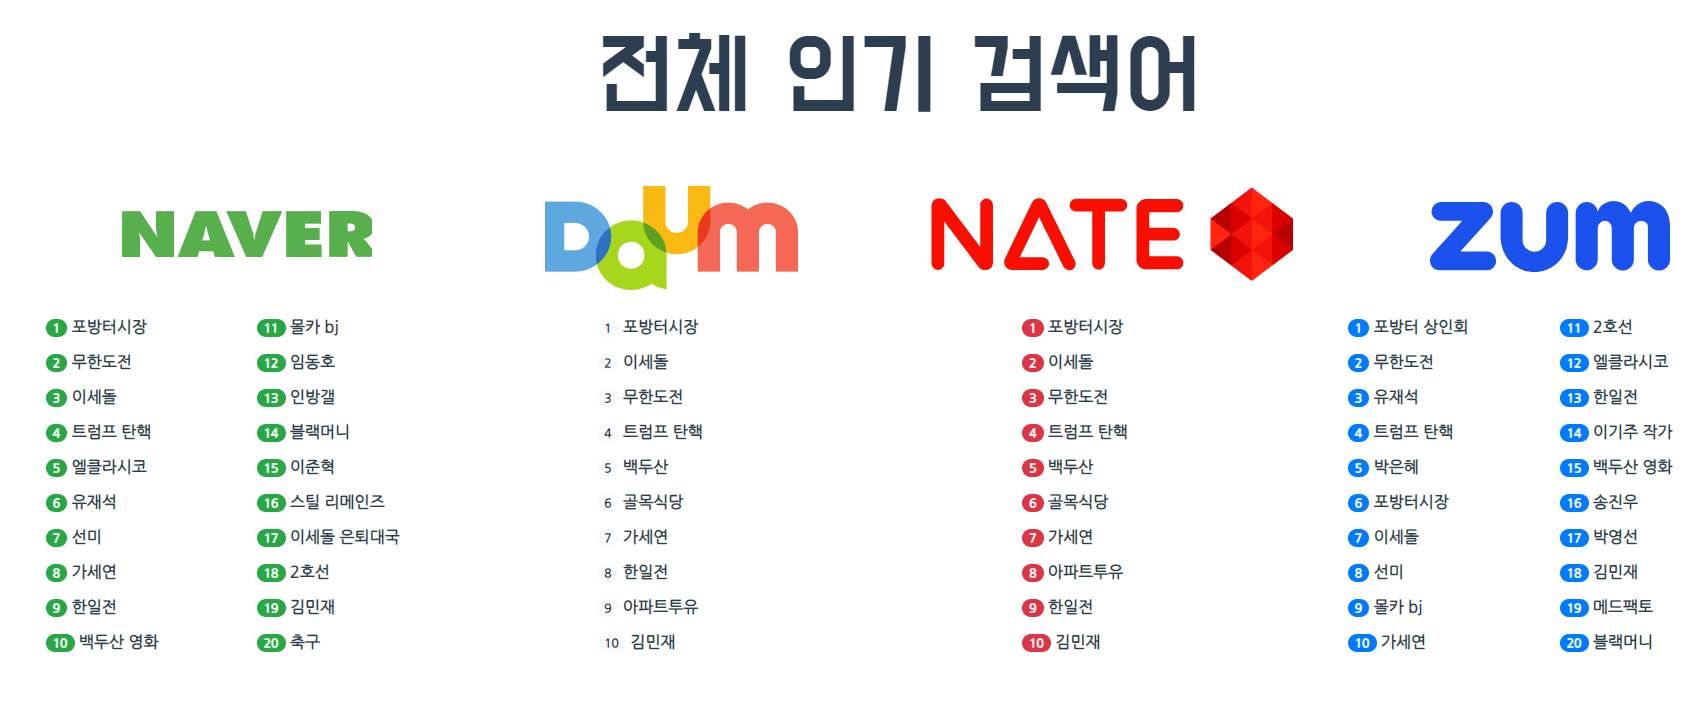 전체 인기 검색어
NAVER
Daum
NATE
zum
1 포방터시장
2 무한도전
3 이세돌
4 트럼프 탄핵
5 엘클라시코
6 유재석
7 선미
8 가세연
9 한일전
10 백두산 영화
11 몰카 bj
12 임동호
13 인방갤
14 블랙머니
15 이준혁
16 스틸 리메인즈
17 이세돌 은퇴대국
18 2호선
19 김민재
20 축구
1 포방터시장
2 이세돌
3 무한도전
4 트럼프 탄핵
5 백두산
6 골목식당
7 가세연
8 한일전
9 아파트투유
10 김민재
1 포방터시장
2 이세돌
3 무한도전
4 트럼프 탄핵
5 백두산
6 골목식당
7 가세연
8 아파트투유
9 한일전
10 김민재
1 포방터 상인회
2 무한도전
3 유재석
4 트럼프 탄핵
5 박은혜
6 포방터시장
7 이세돌
8 선미
9 몰카 bj
10 가세연
11 2호선
12 엘클라시코
13 한일전
14 이기주 작가
15 백두산 영화
16 송진우
17 박영선
18 김민재
19 메드팩토
20 블랙머니